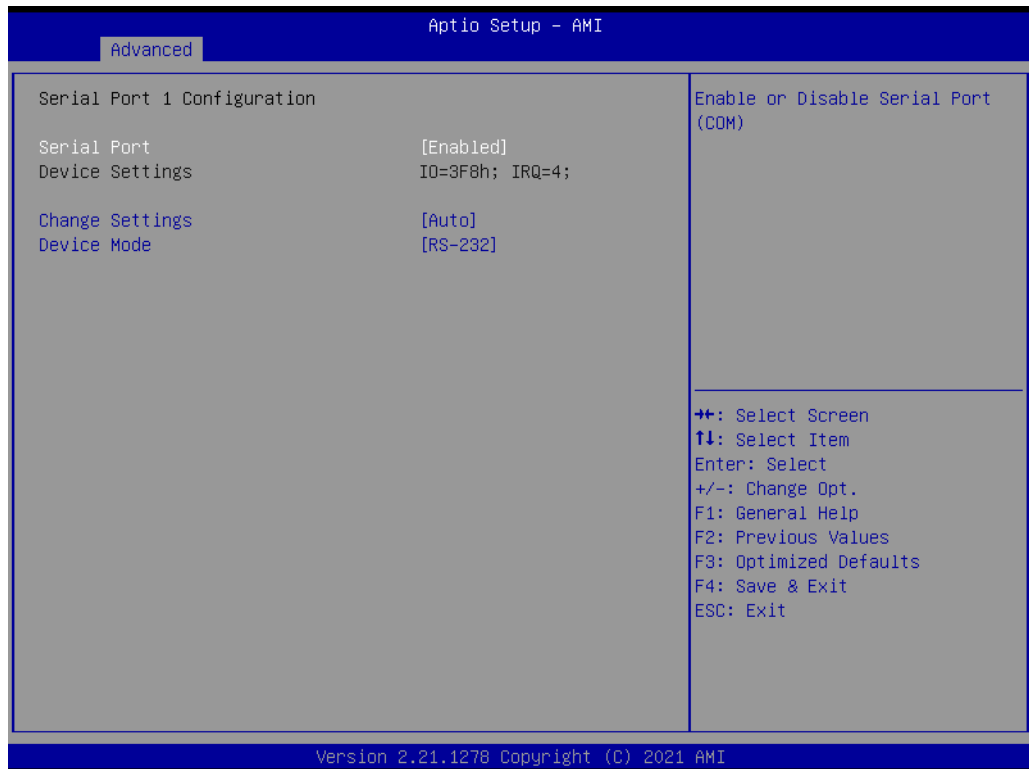 Aptio Setup – AMI
Advanced
Serial Port 1 Configuration
Serial Port [Enabled]
Device Settings IO=3F8h; IRQ=4;
Change Settings [Auto]
Device Mode [RS-232]
Enable or Disable Serial Port
(COM)
→←: Select Screen
↑↓: Select Item
Enter: Select
+/-: Change Opt.
F1: General Help
F2: Previous Values
F3: Optimized Defaults
F4: Save & Exit
ESC: Exit
Version 2.21.1278 Copyright (C) 2021 AMI